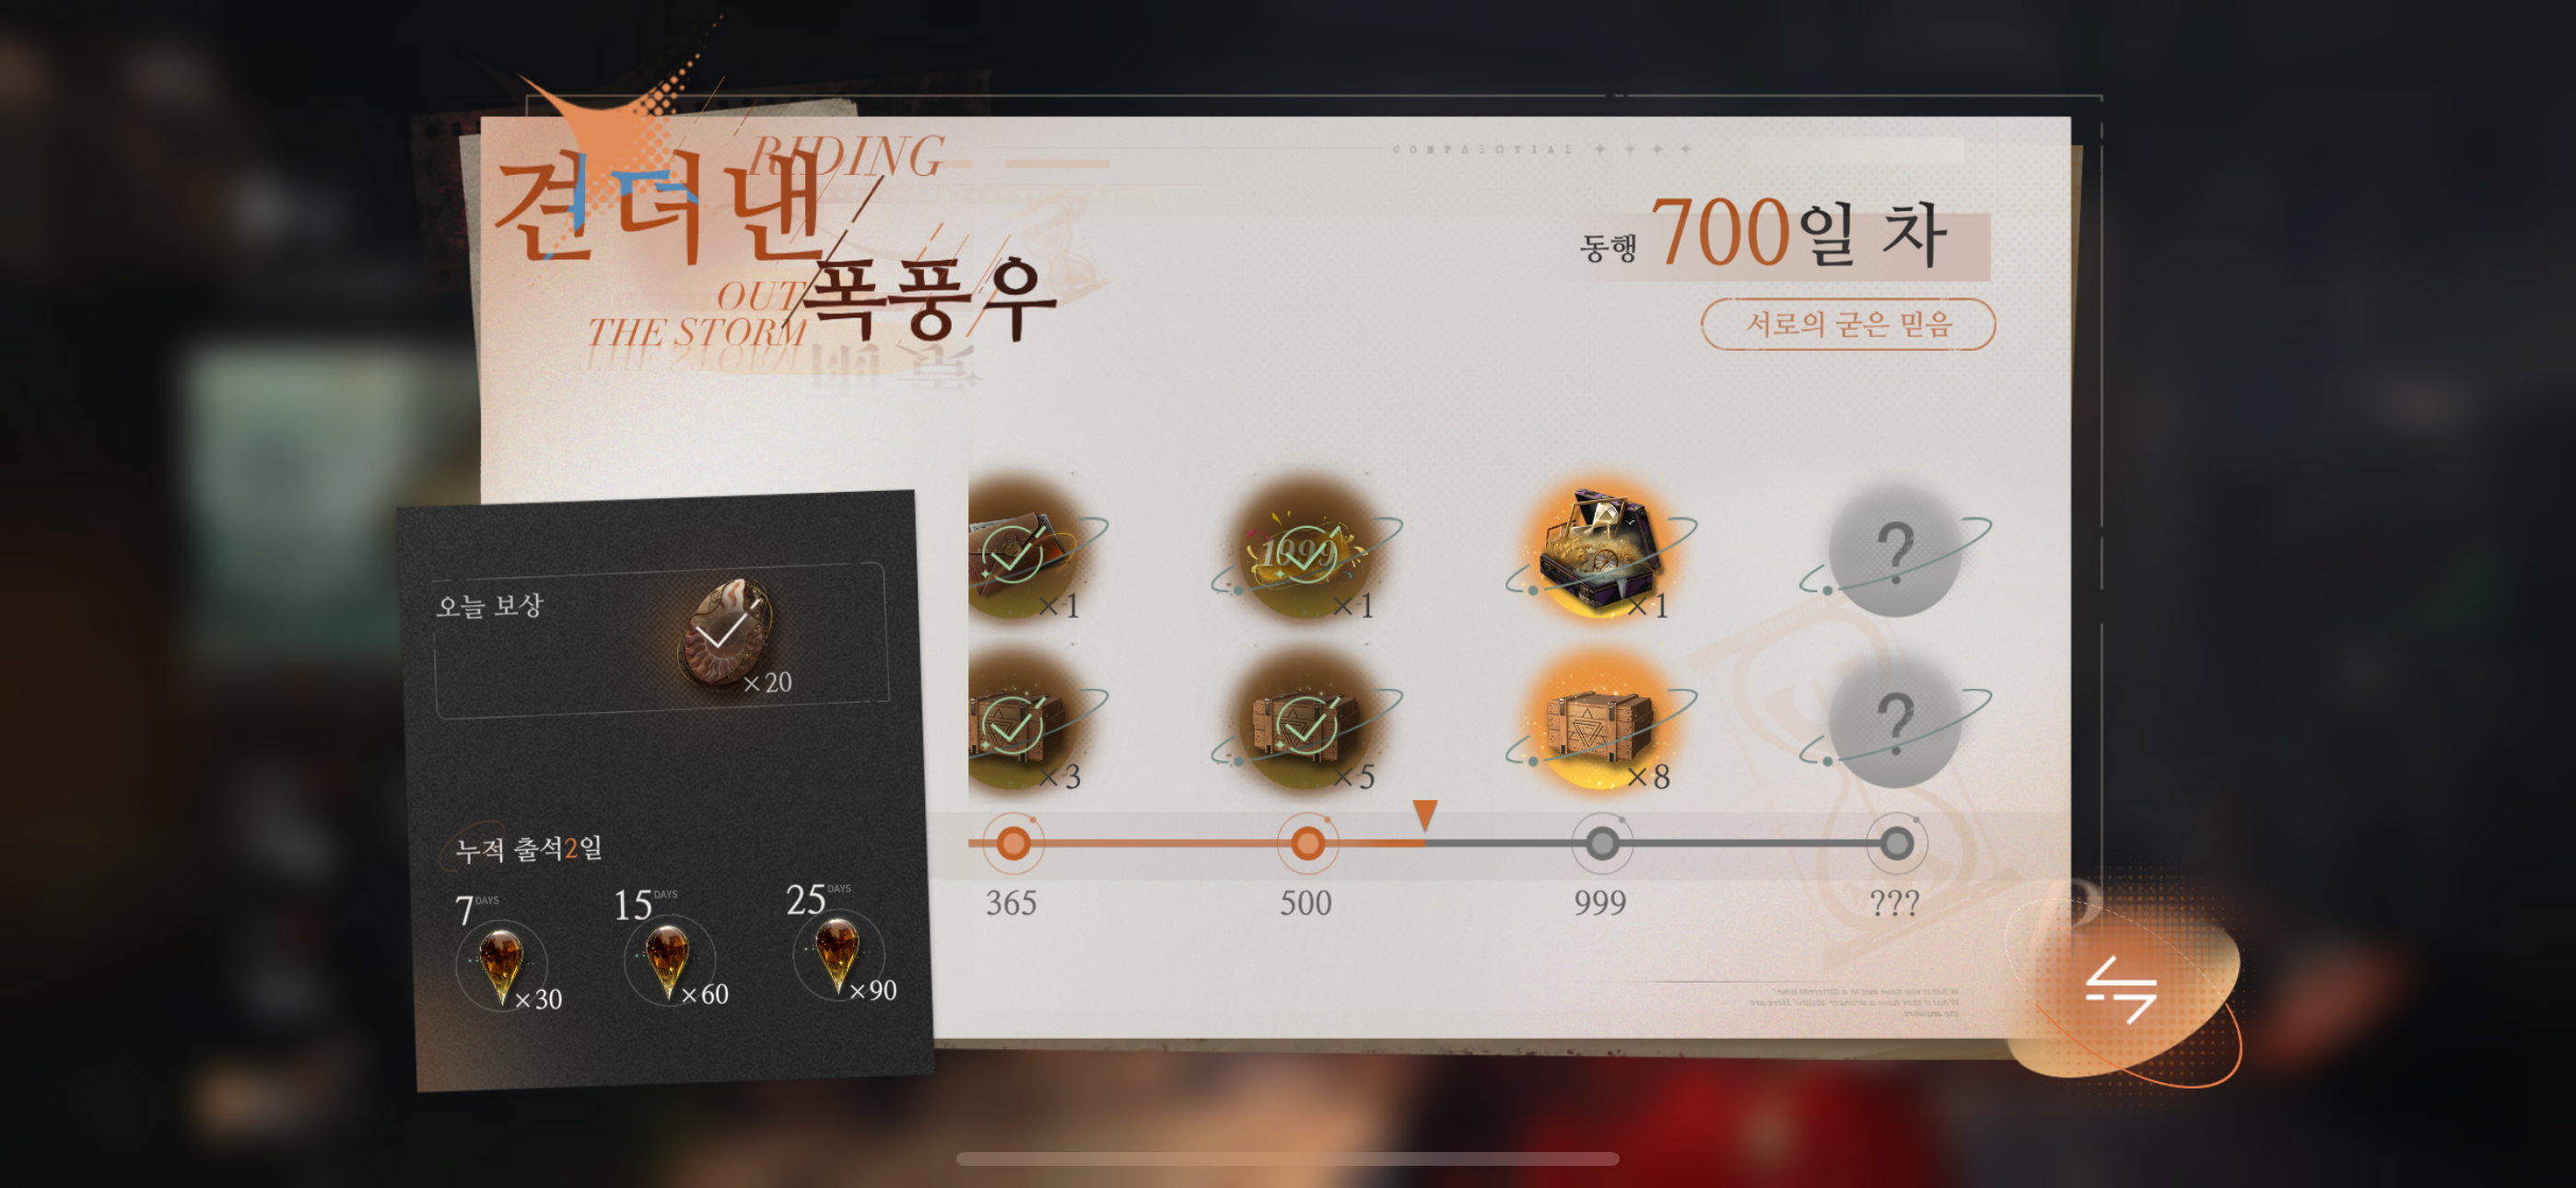 RIDING
견뎌낸
OUT
폭풍우
THE STORM
동행 700일 차
서로의 굳은 믿음
오늘 보상
×20
누적 출석2일
7 DAYS
15 DAYS
25 DAYS
×30
×60
×90
×1
1999
×1
×1
?
×3
×5
×8
?
365
500
999
???